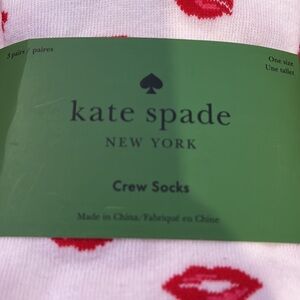 3 pairs / paires
One size
Une taille
kate spade
NEW YORK
Crew Socks
Made in China/Fabriqué en Chine